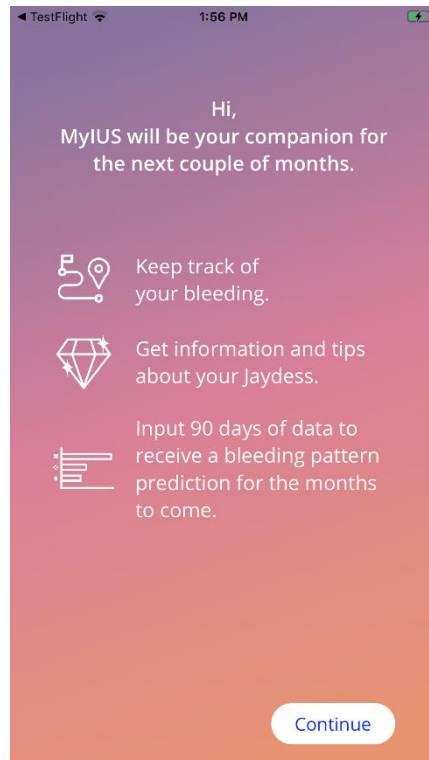 ◀ TestFlight 1:56 PM
Hi,
MyIUS will be your companion for
the next couple of months.
Keep track of
your bleeding.
Get information and tips
about your Jaydess.
Input 90 days of data to
receive a bleeding pattern
prediction for the months
to come.
Continue